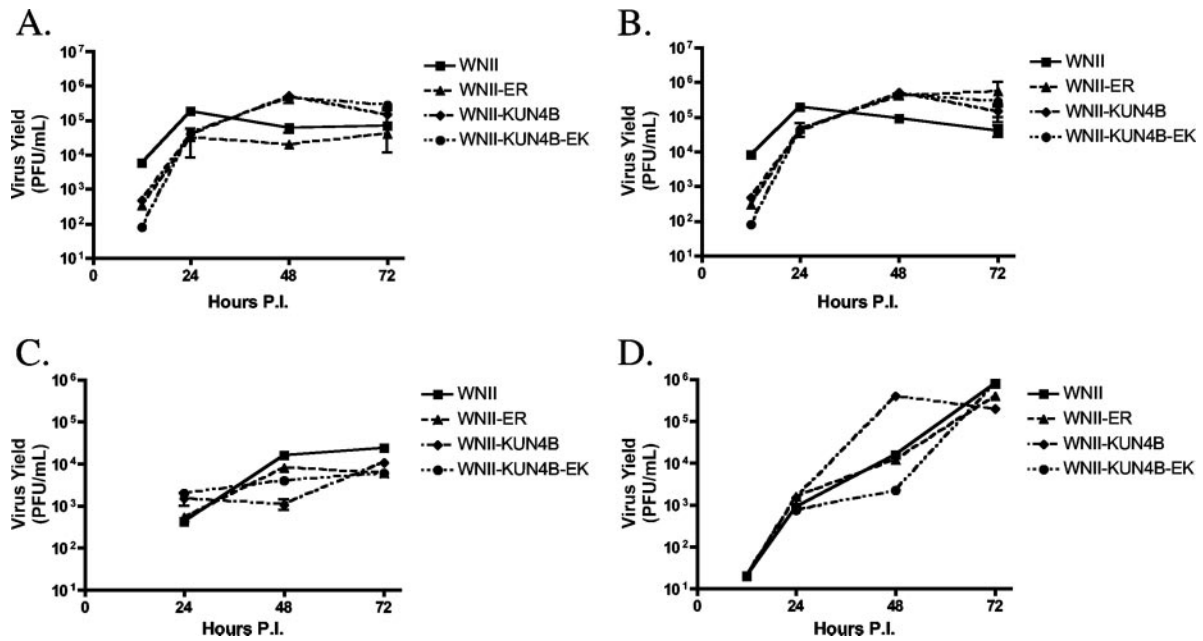 A.
Virus Yield
(PFU/mL)
10⁷
10⁶
10⁵
10⁴
10³
10²
10¹
0
24
48
72
Hours P.I.
WNII
WNII-ER
WNII-KUN4B
WNII-KUN4B-EK
B.
Virus Yield
(PFU/mL)
10⁷
10⁶
10⁵
10⁴
10³
10²
10¹
0
24
48
72
Hours P.I.
WNII
WNII-ER
WNII-KUN4B
WNII-KUN4B-EK
C.
Virus Yield
(PFU/mL)
10⁶
10⁵
10⁴
10³
10²
10¹
0
24
48
72
Hours P.I.
WNII
WNII-ER
WNII-KUN4B
WNII-KUN4B-EK
D.
Virus Yield
(PFU/mL)
10⁶
10⁵
10⁴
10³
10²
10¹
0
24
48
72
Hours P.I.
WNII
WNII-ER
WNII-KUN4B
WNII-KUN4B-EK